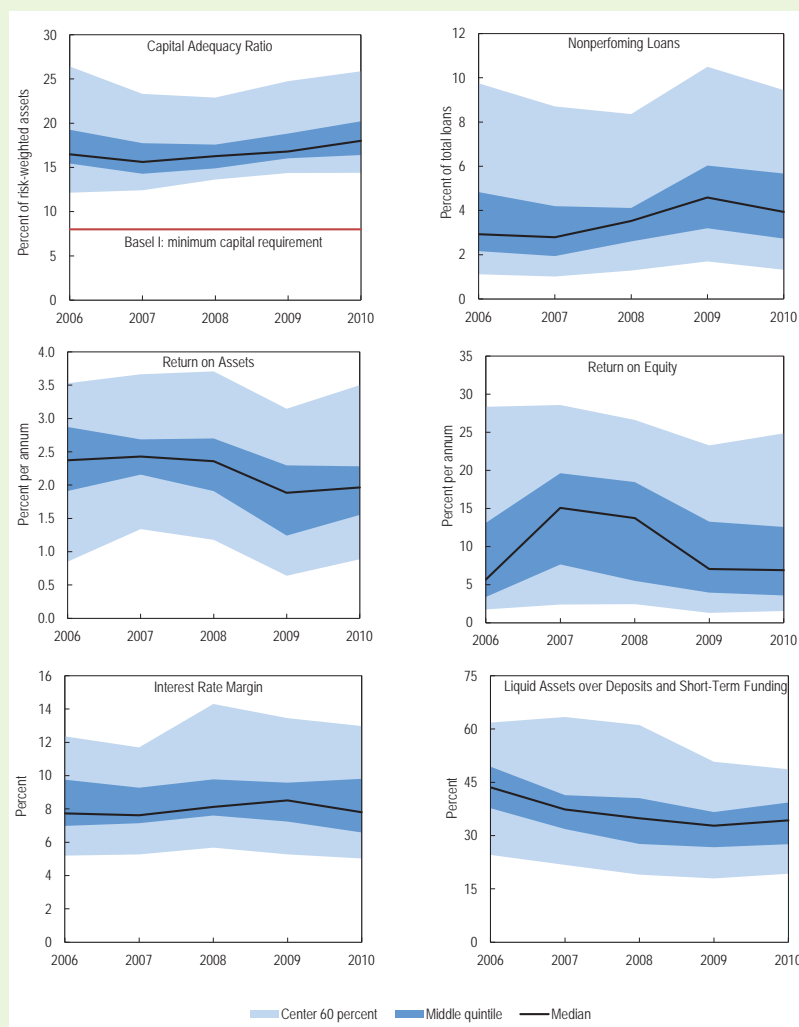 Capital Adequacy Ratio
Percent of risk-weighted assets
30
25
20
15
10
5
0
Basel I: minimum capital requirement
2006 2007 2008 2009 2010
Nonperfoming Loans
Percent of total loans
12
10
8
6
4
2
0
2006 2007 2008 2009 2010
Return on Assets
Percent per annum
4.0
3.5
3.0
2.5
2.0
1.5
1.0
0.5
0.0
2006 2007 2008 2009 2010
Return on Equity
Percent per annum
35
30
25
20
15
10
5
0
2006 2007 2008 2009 2010
Interest Rate Margin
Percent
16
14
12
10
8
6
4
2
0
2006 2007 2008 2009 2010
Liquid Assets over Deposits and Short-Term Funding
Percent
75
60
45
30
15
0
2006 2007 2008 2009 2010
Center 60 percent Middle quintile Median